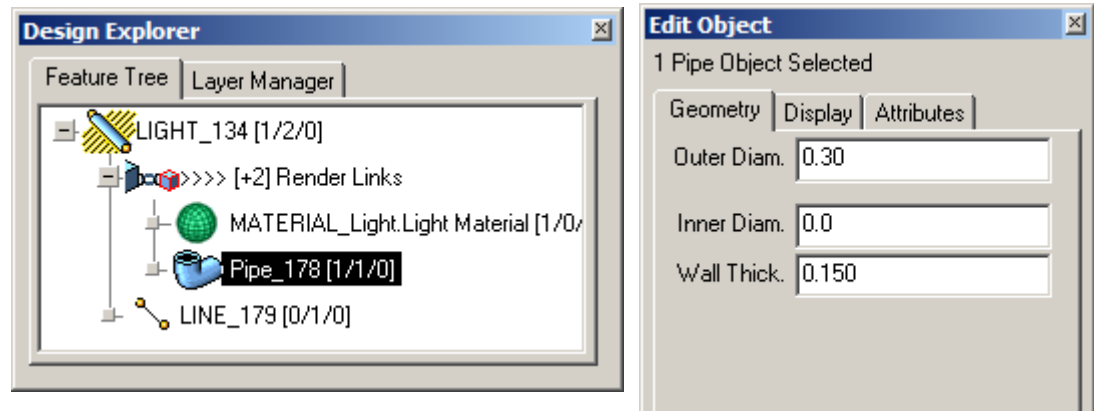 Design Explorer
Feature Tree Layer Manager
LIGHT_134 [1/2/0]
>>>> [+2] Render Links
MATERIAL_Light.Light Material [1/0/
Pipe_178 [1/1/0]
LINE_179 [0/1/0]
Edit Object
1 Pipe Object Selected
Geometry Display Attributes
Outer Diam. 0.30
Inner Diam. 0.0
Wall Thick. 0.150